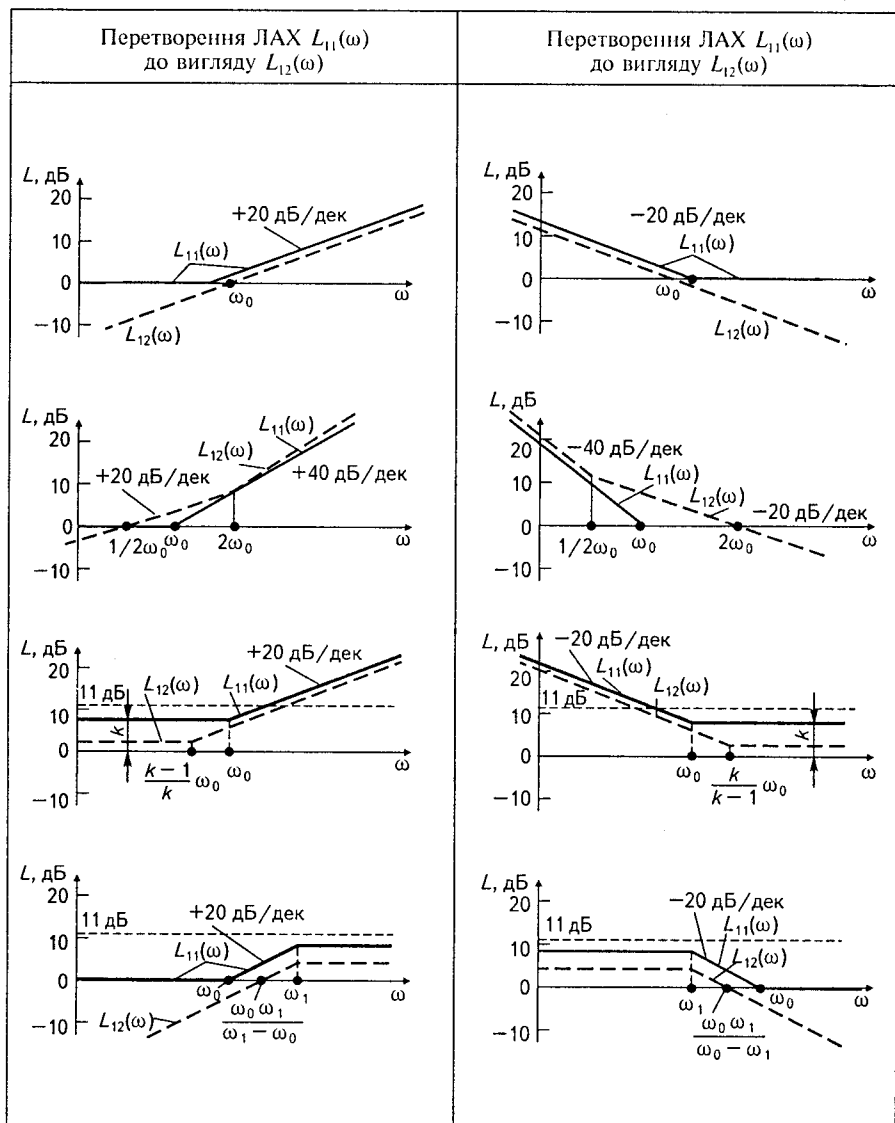 Перетворення ЛАХ L₁₁(ω)
до вигляду L₁₂(ω)
Перетворення ЛАХ L₁₁(ω)
до вигляду L₁₂(ω)
L, дБ
20
10
0
−10
+20 дБ/дек
L₁₁(ω)
ω₀
ω
L₁₂(ω)
L, дБ
20
10
0
−10
−20 дБ/дек
L₁₁(ω)
ω₀
ω
L₁₂(ω)
L, дБ
20
10
0
−10
+20 дБ/дек
L₁₂(ω)
L₁₁(ω)
+40 дБ/дек
1/2ω₀
ω₀
2ω₀
ω
L, дБ
20
10
0
−10
−40 дБ/дек
L₁₁(ω)
L₁₂(ω)
−20 дБ/дек
1/2ω₀
ω₀
2ω₀
ω
L, дБ
20
11 дБ
10
0
−10
k
L₁₂(ω)
L₁₁(ω)
+20 дБ/дек
(k−1)/k ω₀
ω₀
ω
L, дБ
20
11 дБ
10
0
−10
−20 дБ/дек
L₁₁(ω)
L₁₂(ω)
k
ω₀
k/(k−1) ω₀
ω
L, дБ
20
11 дБ
10
0
−10
+20 дБ/дек
L₁₁(ω)
L₁₂(ω)
ω₀
ω₀ω₁/(ω₁−ω₀)
ω₁
ω
L, дБ
20
11 дБ
10
0
−10
−20 дБ/дек
L₁₁(ω)
L₁₂(ω)
ω₁
ω₀ω₁/(ω₀−ω₁)
ω₀
ω